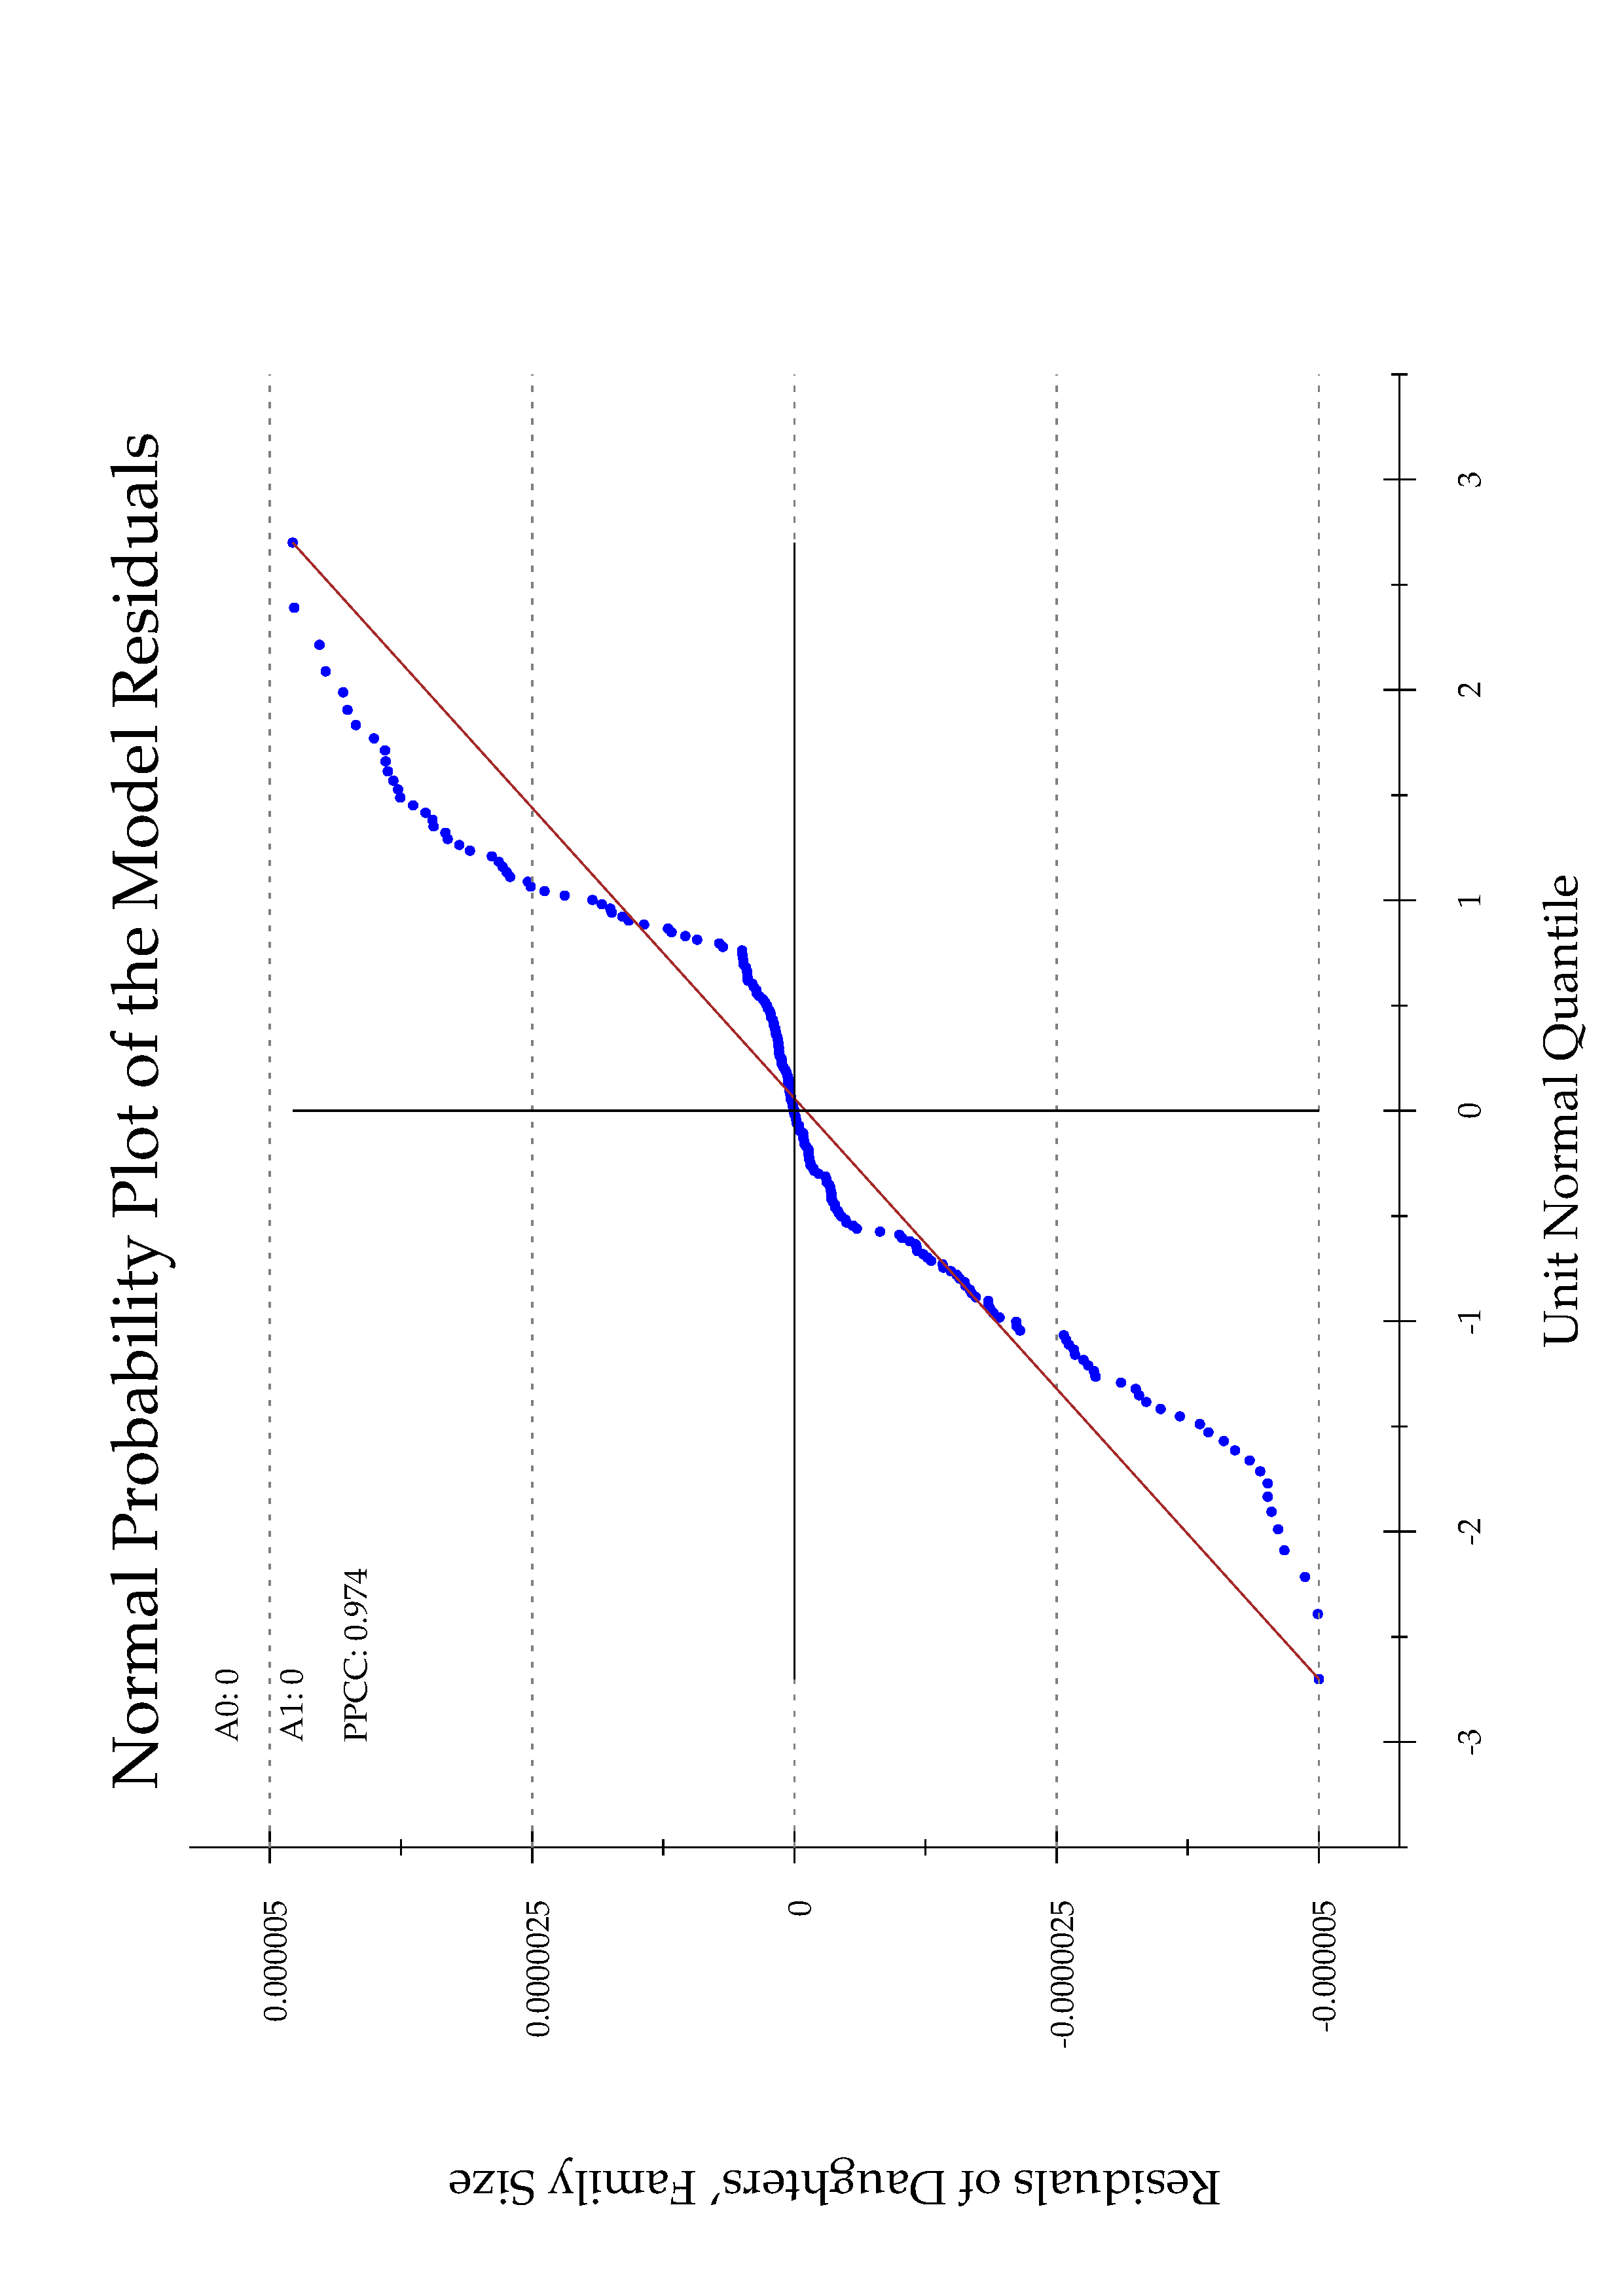 Normal Probability Plot of the Model Residuals
A0: 0
A1: 0
PPCC: 0.974
0.000005
0.0000025
0
-0.0000025
-0.000005
Residuals of Daughters' Family Size
-3 -2 -1 0 1 2 3
Unit Normal Quantile